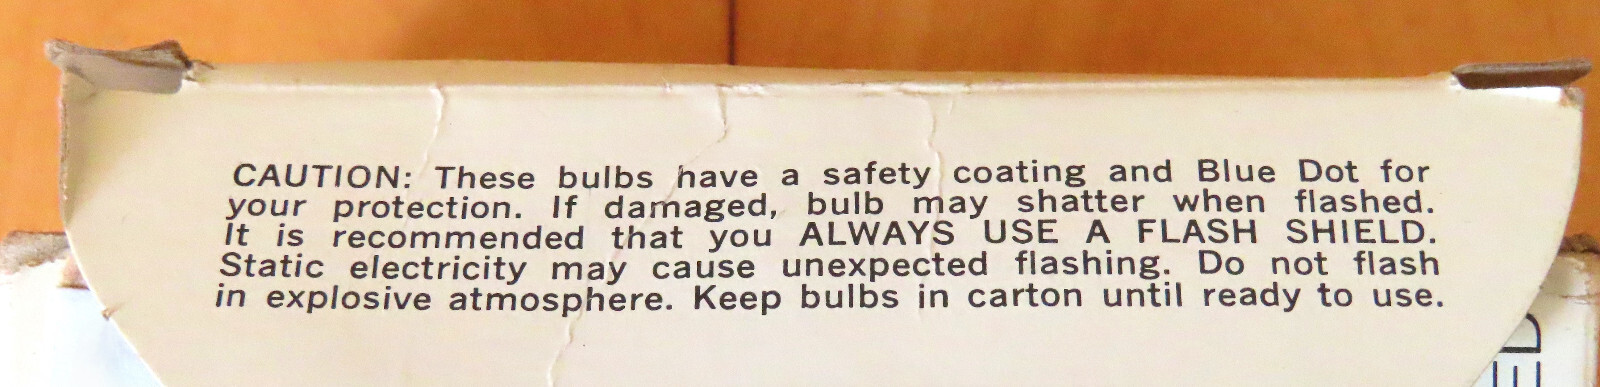 CAUTION: These bulbs have a safety coating and Blue Dot for
your protection. If damaged, bulb may shatter when flashed.
It is recommended that you ALWAYS USE A FLASH SHIELD.
Static electricity may cause unexpected flashing. Do not flash
in explosive atmosphere. Keep bulbs in carton until ready to use.
ED